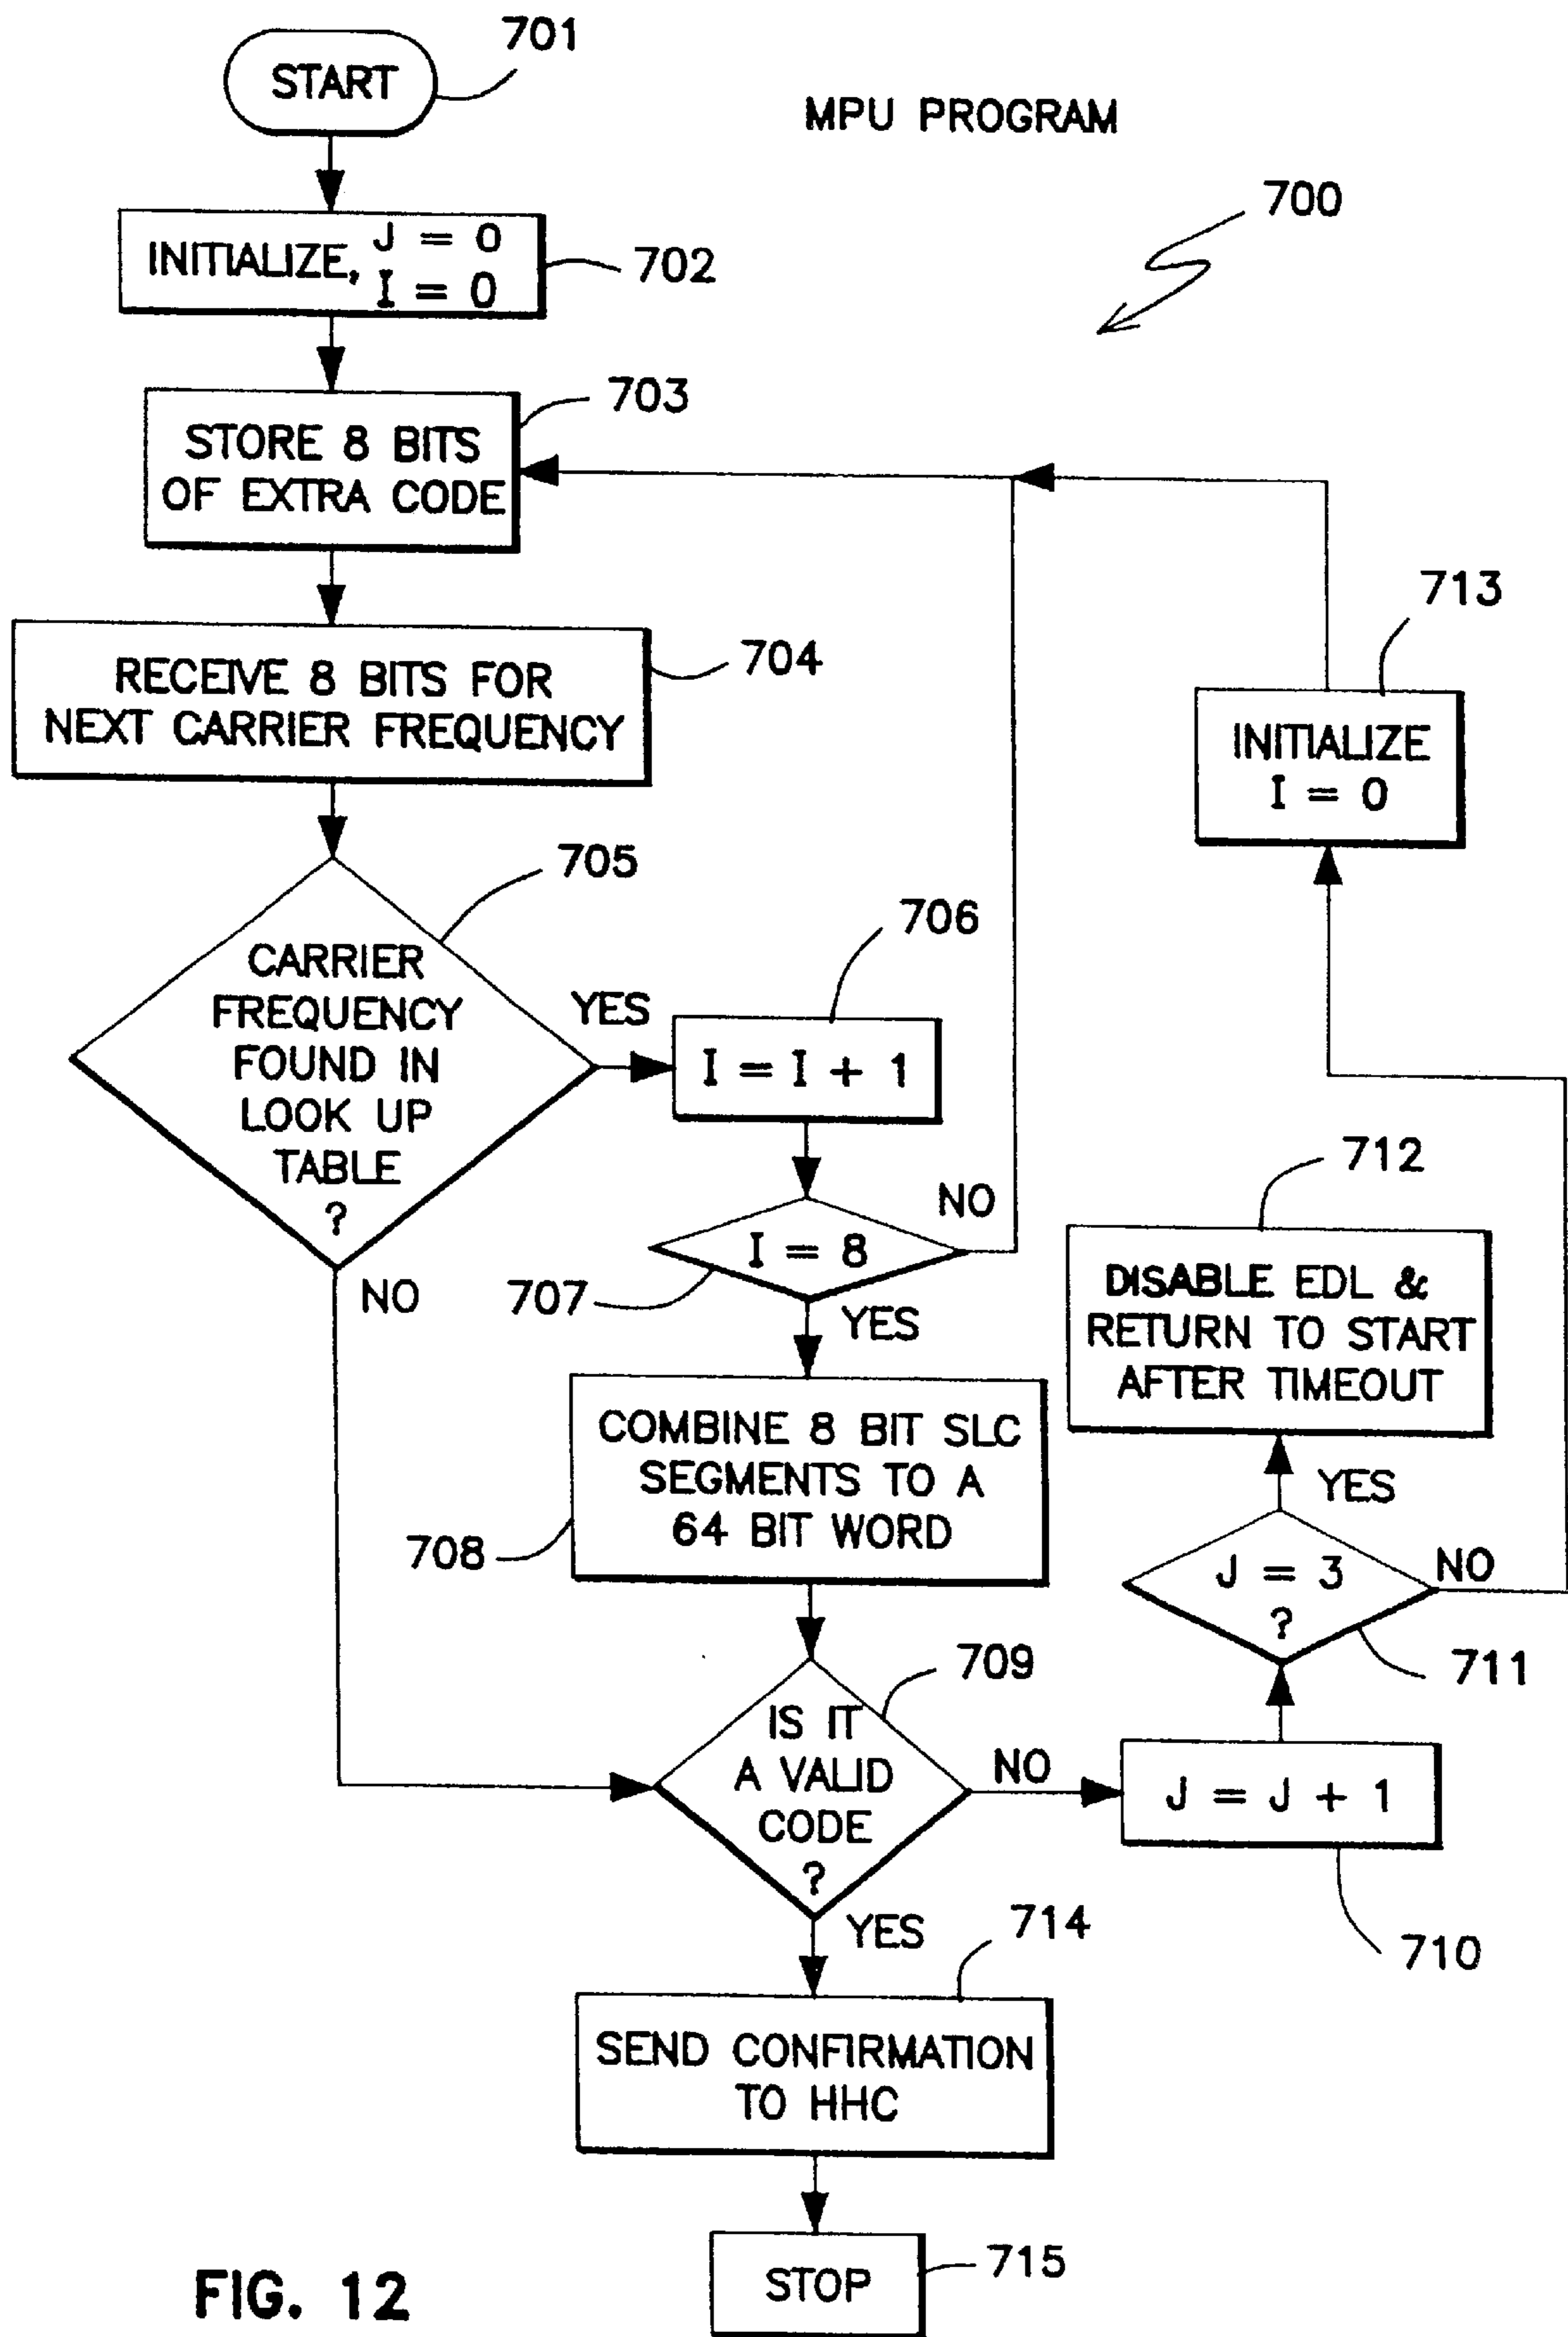 701
START
MPU PROGRAM
700
INITIALIZE, J = 0
I = 0
702
703
STORE 8 BITS
OF EXTRA CODE
713
704
RECEIVE 8 BITS FOR
NEXT CARRIER FREQUENCY
INITIALIZE
I = 0
705
706
CARRIER
FREQUENCY
FOUND IN
LOOK UP
TABLE
?
YES
I = I + 1
712
NO
I = 8
707
NO
YES
DISABLE EDL &
RETURN TO START
AFTER TIMEOUT
COMBINE 8 BIT SLC
SEGMENTS TO A
64 BIT WORD
708
YES
J = 3
?
NO
711
709
IS IT
A VALID
CODE
?
NO
J = J + 1
710
YES
714
SEND CONFIRMATION
TO HHC
STOP
715
FIG. 12